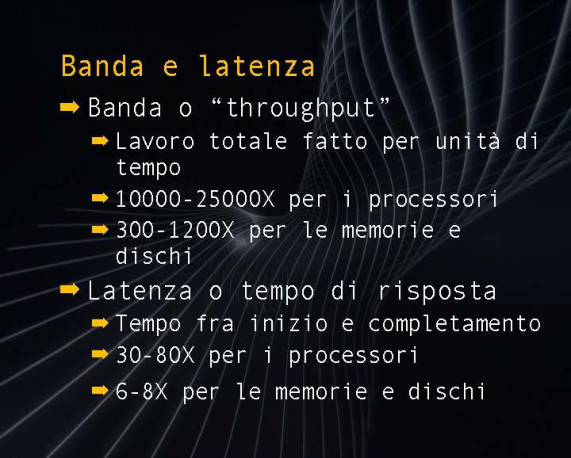 Banda e latenza
Banda o “throughput”
Lavoro totale fatto per unità di
tempo
10000-25000X per i processori
300-1200X per le memorie e
dischi
Latenza o tempo di risposta
Tempo fra inizio e completamento
30-80X per i processori
6-8X per le memorie e dischi